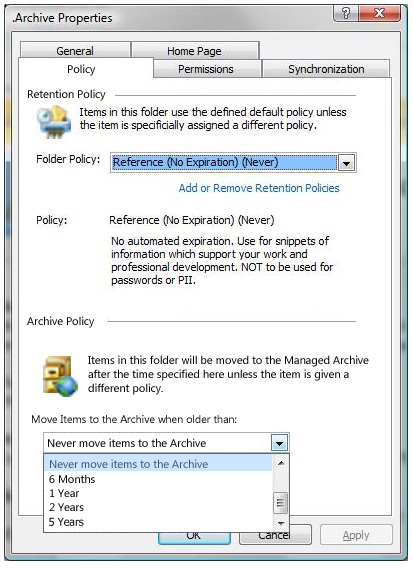 .Archive Properties
General
Home Page
Policy
Permissions
Synchronization
Retention Policy
Items in this folder use the defined default policy unless
the item is specificially assigned a different policy.
Folder Policy:
Reference (No Expiration) (Never)
Add or Remove Retention Policies
Policy:
Reference (No Expiration) (Never)
No automated expiration. Use for snippets of
information which support your work and
professional development. NOT to be used for
passwords or PII.
Archive Policy
Items in this folder will be moved to the Managed Archive
after the time specified here unless the item is given a
different policy.
Move Items to the Archive when older than:
Never move items to the Archive
Never move items to the Archive
6 Months
1 Year
2 Years
5 Years
OK
Cancel
Apply